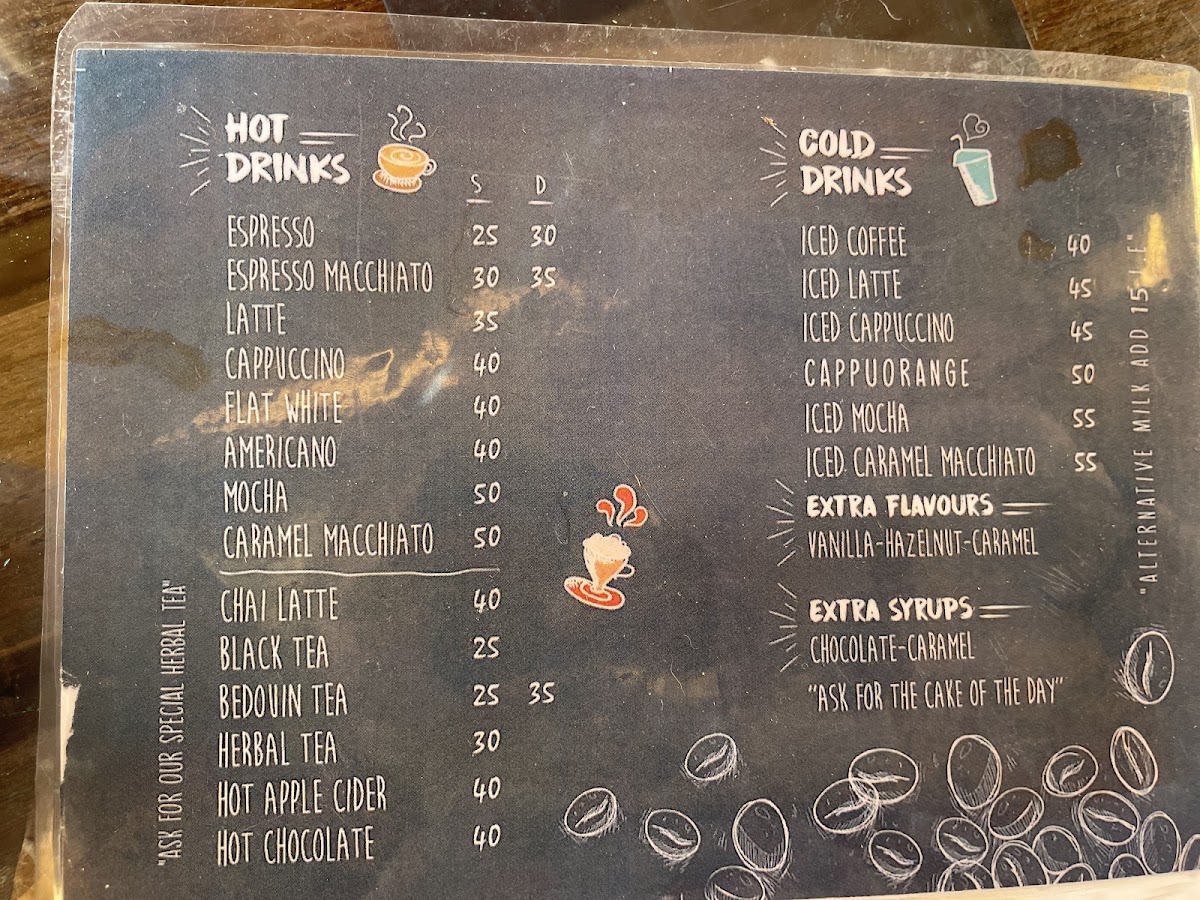 HOT
DRINKS
S D
ESPRESSO 25 30
ESPRESSO MACCHIATO 30 35
LATTE 35
CAPPUCCINO 40
FLAT WHITE 40
AMERICANO 40
MOCHA 50
CARAMEL MACCHIATO 50
CHAI LATTE 40
BLACK TEA 25
BEDOUIN TEA 25 35
HERBAL TEA 30
HOT APPLE CIDER 40
HOT CHOCOLATE 40
"ASK FOR OUR SPECIAL HERBAL TEA"
COLD
DRINKS
ICED COFFEE 40
ICED LATTE 45
ICED CAPPUCCINO 45
CAPPUORANGE 50
ICED MOCHA 55
ICED CARAMEL MACCHIATO 55
EXTRA FLAVOURS
VANILLA-HAZELNUT-CARAMEL
EXTRA SYRUPS
CHOCOLATE-CARAMEL
"ASK FOR THE CAKE OF THE DAY"
"ALTERNATIVE MILK ADD 15 LE"